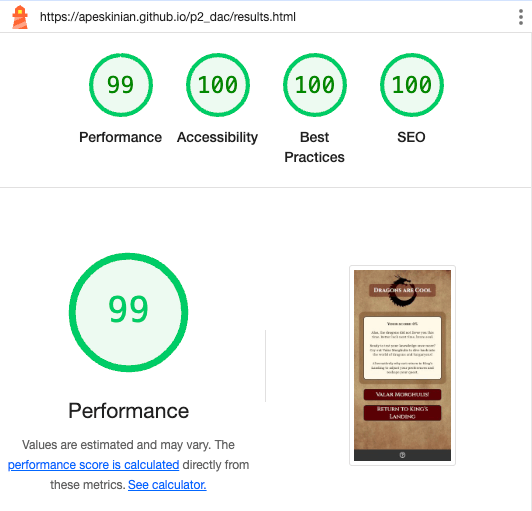 https://apeskinian.github.io/p2_dac/results.html
99
100
100
100
Performance
Accessibility
Best
Practices
SEO
99
Performance
Values are estimated and may vary. The
performance score is calculated directly from
these metrics. See calculator.
Dragons are Cool
Valar Morghulis!
Return to King's
Landing